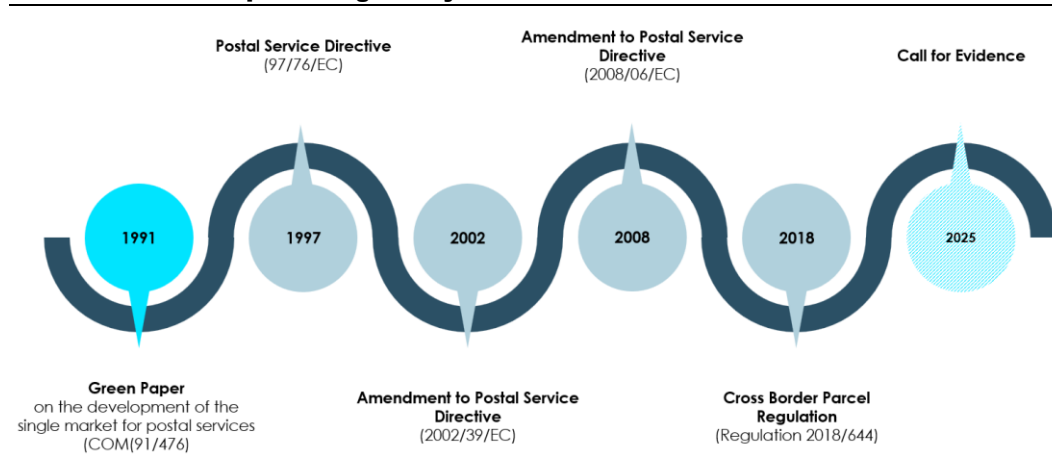 Postal Service Directive
(97/76/EC)
Amendment to Postal Service
Directive
(2008/06/EC)
Call for Evidence
1991
1997
2002
2008
2018
2025
Green Paper
on the development of the
single market for postal services
(COM(91/476)
Amendment to Postal Service
Directive
(2002/39/EC)
Cross Border Parcel
Regulation
(Regulation 2018/644)